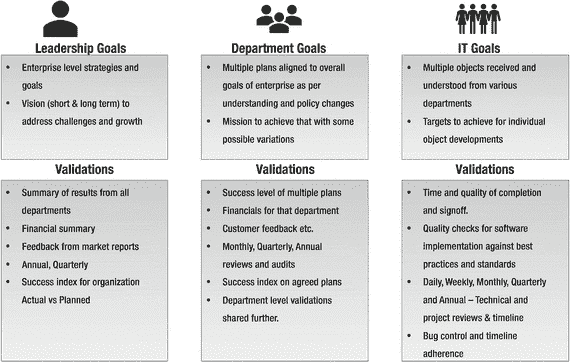 Leadership Goals
• Enterprise level strategies and
goals
• Vision (short & long term) to
address challenges and growth
Validations
• Summary of results from all
departments
• Financial summary
• Feedback from market reports
• Annual, Quarterly
• Success index for organization
Actual vs Planned
Department Goals
• Multiple plans aligned to overall
goals of enterprise as per
understanding and policy changes
• Mission to achieve that with some
possible variations
Validations
• Success level of multiple plans
• Financials for that department
• Customer feedback etc.
• Monthly, Quarterly, Annual
reviews and audits
• Success index on agreed plans
• Department level validations
shared further.
IT Goals
• Multiple objects received and
understood from various
departments
• Targets to achieve for individual
object developments
Validations
• Time and quality of completion
and signoff.
• Quality checks for software
implementation against best
practices and standards
• Daily, Weekly, Monthly, Quarterly
and Annual – Technical and
project reviews & timeline
• Bug control and timeline
adherence